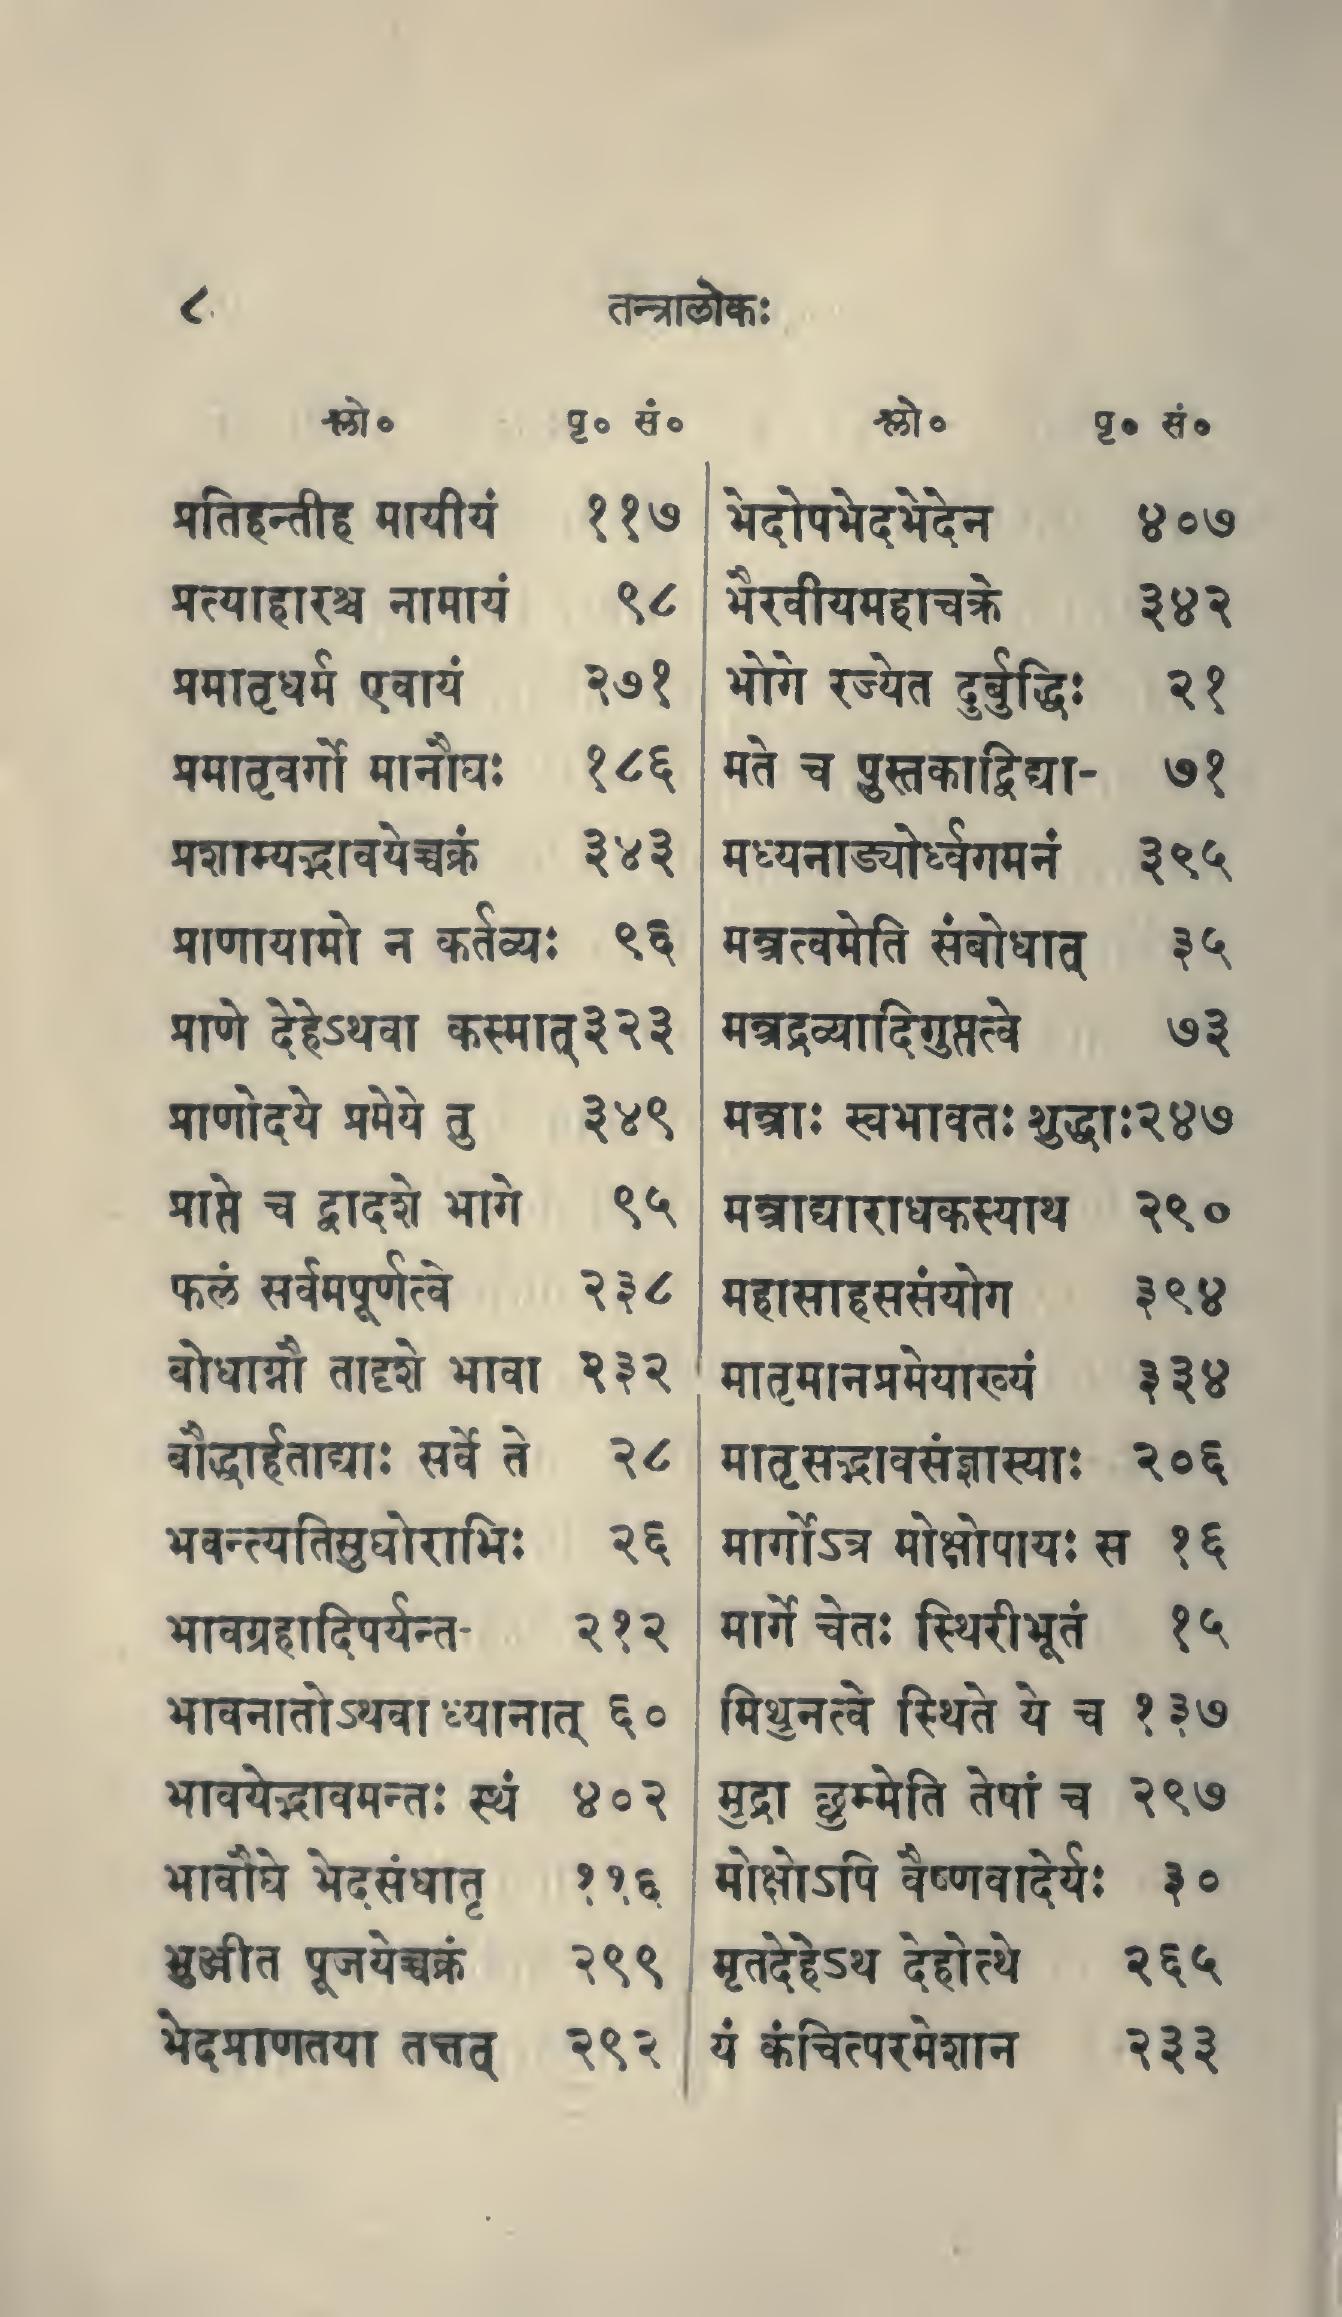 ८ तन्त्रालोकः
श्लो० पृ० सं०
प्रतिहन्तीह मायीयं ११७
प्रत्याहारश्च नामायं ९८
प्रमातृधर्म एवायं २७१
प्रमातृवर्गो मानौघः १८६
प्रशाम्यद्भावयेच्चक्रं ३४३
प्राणायामो न कर्तव्यः ९६
प्राणे देहेऽथवा कस्मात् ३२३
प्राणोदये प्रमेये तु ३४९
प्राप्ते च द्वादशे भागे ९५
फलं सर्वमपूर्णत्वे २३८
बोधाग्नौ तादृशे भावा २३२
बौद्धार्हताद्याः सर्वे ते २८
भवन्त्यतिसुघोराभिः २६
भावग्रहादिपर्यन्त- २१२
भावनातोऽथवा ध्यानात् ६०
भावयेद्भावमन्तः स्थं ४०२
भावौघे भेदसंधातृ ११६
भुञ्जीत पूजयेच्चक्रं २९९
भेदप्राणतया तत्तत् २९२
श्लो० पृ० सं०
भेदोपभेदभेदेन ४०७
भैरवीयमहाचक्रे ३४२
भोगे रज्येत दुर्बुद्धिः २१
मते च पुस्तकाद्विद्या- ७१
मध्यनाड्योर्ध्वगमनं ३९५
मन्त्रत्वमेति संबोधात् ३५
मन्त्रद्रव्यादिगुप्तत्वे ७३
मन्त्राः स्वभावतः शुद्धाः २४७
मन्त्राद्याराधकस्याथ २९०
महासाहससंयोग ३९४
मातृमानप्रमेयाख्यं ३३४
मातृसद्भावसंज्ञास्याः २०६
मार्गोऽत्र मोक्षोपायः स १६
मार्गे चेतः स्थिरीभूतं १५
मिथुनत्वे स्थिते ये च १३७
मुद्रा छुम्मेति तेषां च २९७
मोक्षोऽपि वैष्णवादेर्यः ३०
मृतदेहेऽथ देहोत्थे २६५
यं कंचित्परमेशान २३३